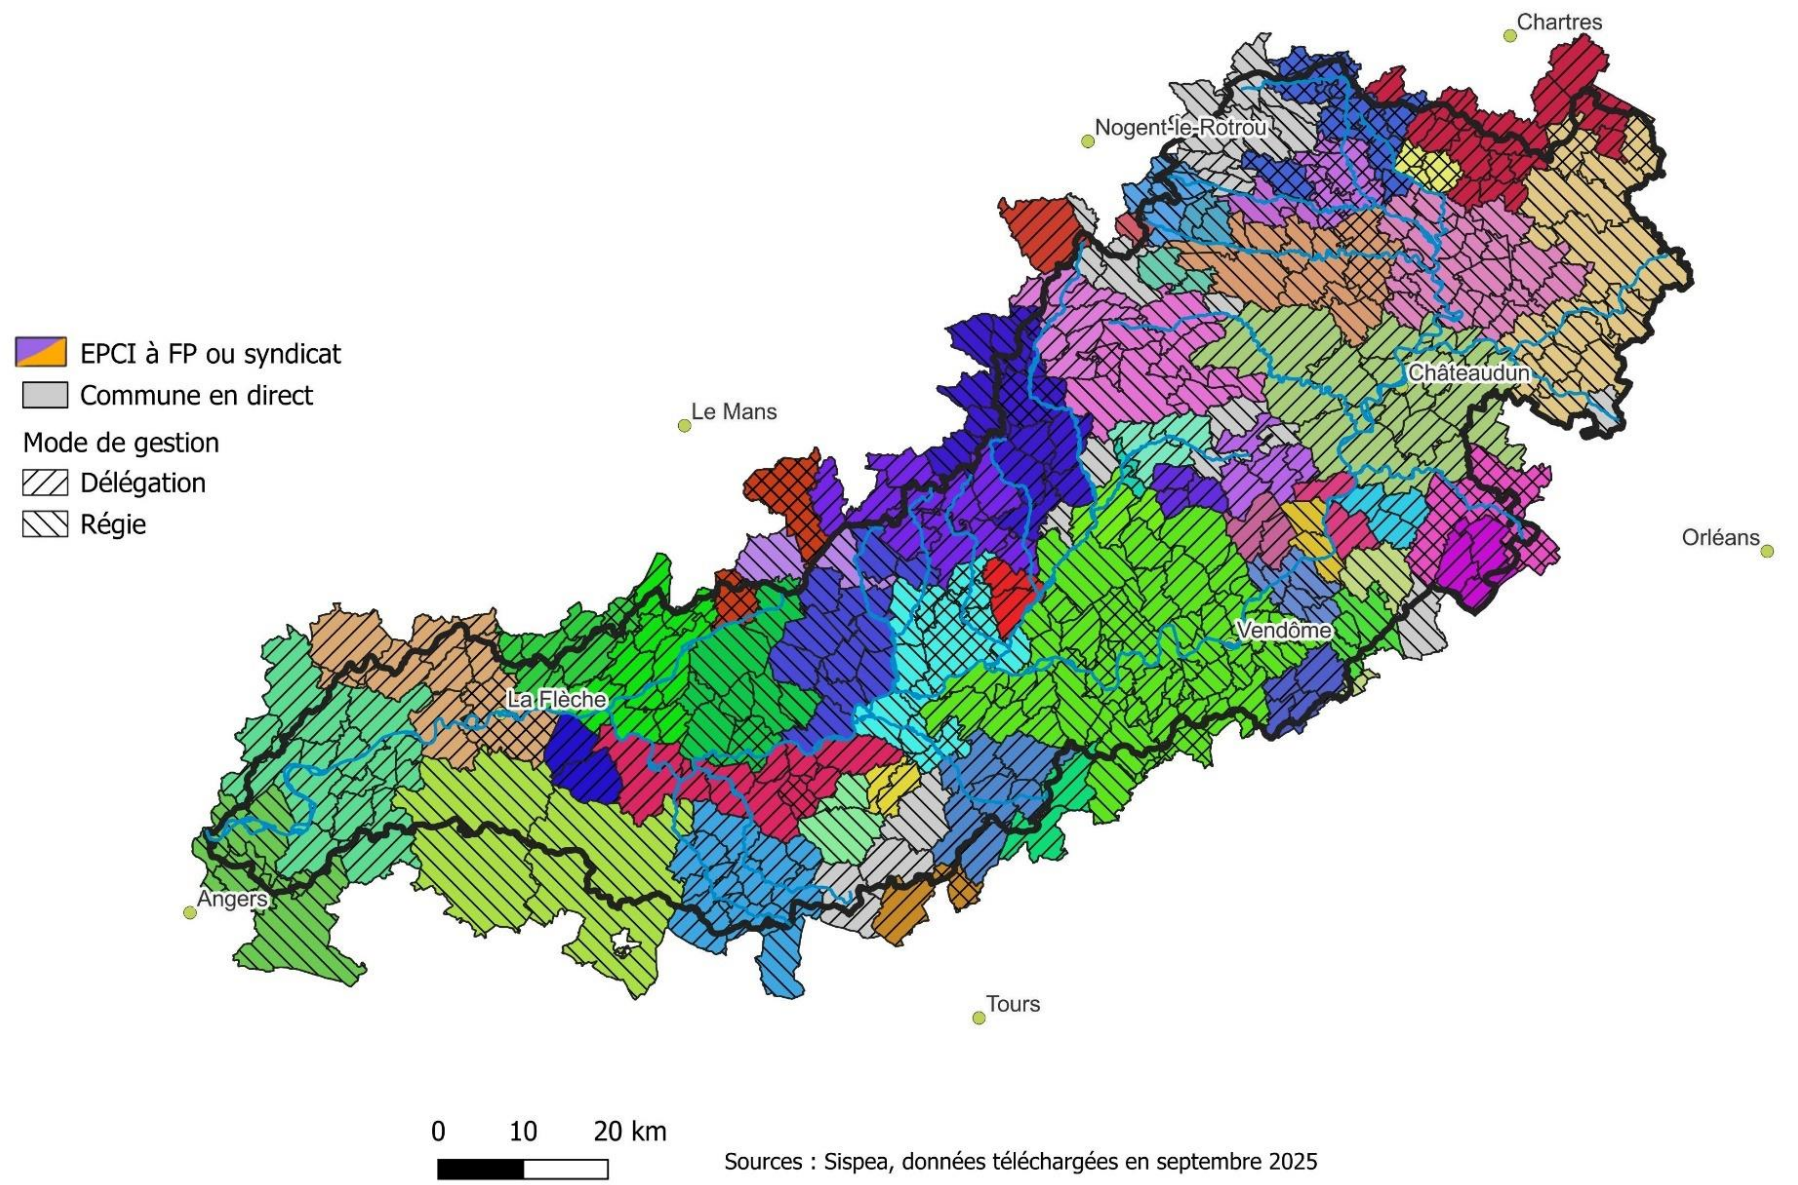 Chartres
Nogent-le-Rotrou
EPCI à FP ou syndicat
Commune en direct
Mode de gestion
Délégation
Régie
Châteaudun
Le Mans
Orléans
Vendôme
La Flèche
Angers
Tours
0 10 20 km
Sources : Sispea, données téléchargées en septembre 2025